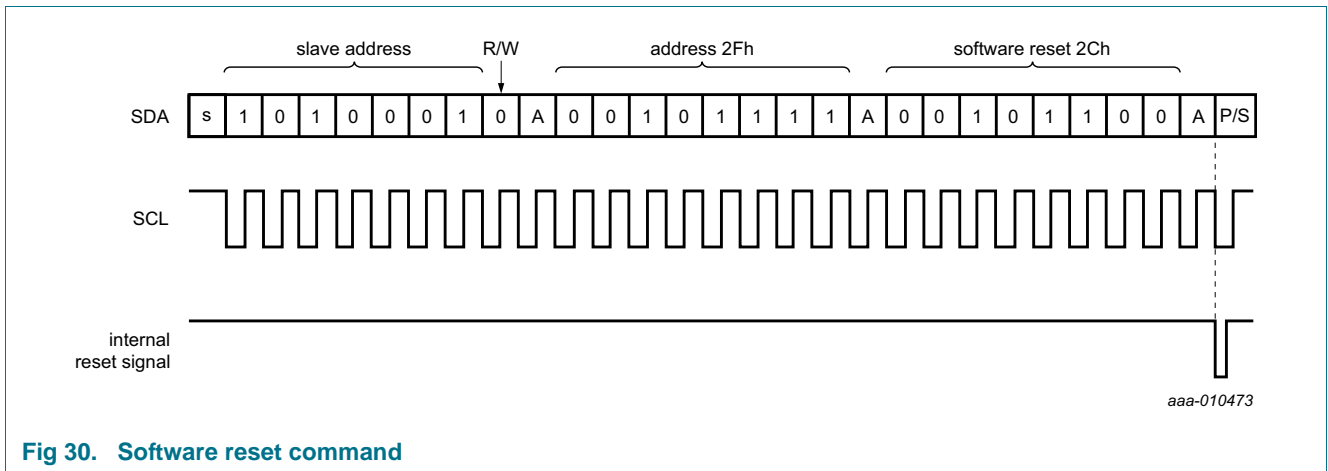 slave address R/W address 2Fh software reset 2Ch
SDA s 1 0 1 0 0 0 1 0 A 0 0 1 0 1 1 1 1 A 0 0 1 0 1 1 0 0 A P/S
SCL
internal
reset signal
aaa-010473
Fig 30. Software reset command